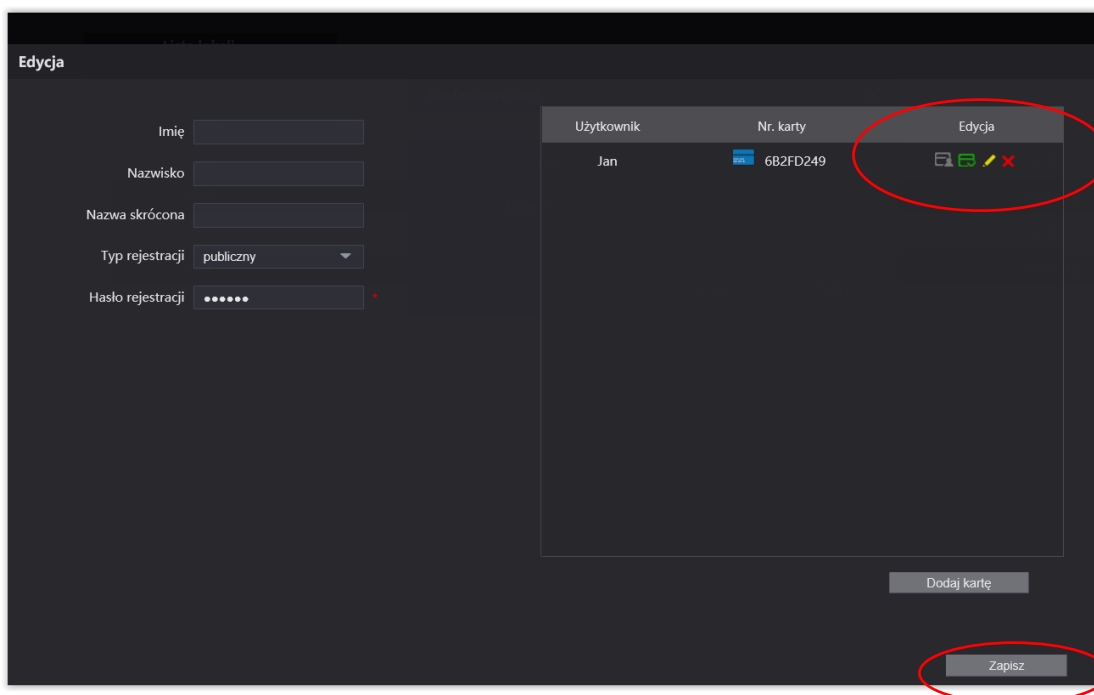 Edycja
Imię
Nazwisko
Nazwa skrócona
Typ rejestracji publiczny
Hasło rejestracji ●●●●●● *
Użytkownik Nr. karty Edycja
Jan 6B2FD249
Dodaj kartę
Zapisz